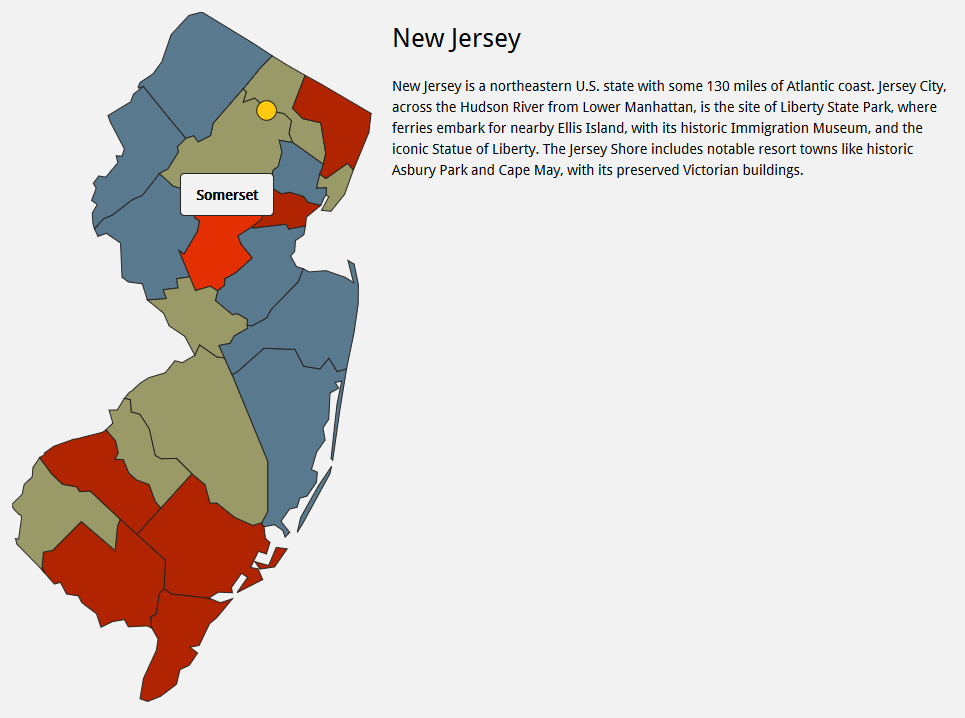 New Jersey
New Jersey is a northeastern U.S. state with some 130 miles of Atlantic coast. Jersey City,
across the Hudson River from Lower Manhattan, is the site of Liberty State Park, where
ferries embark for nearby Ellis Island, with its historic Immigration Museum, and the
iconic Statue of Liberty. The Jersey Shore includes notable resort towns like historic
Asbury Park and Cape May, with its preserved Victorian buildings.
Somerset